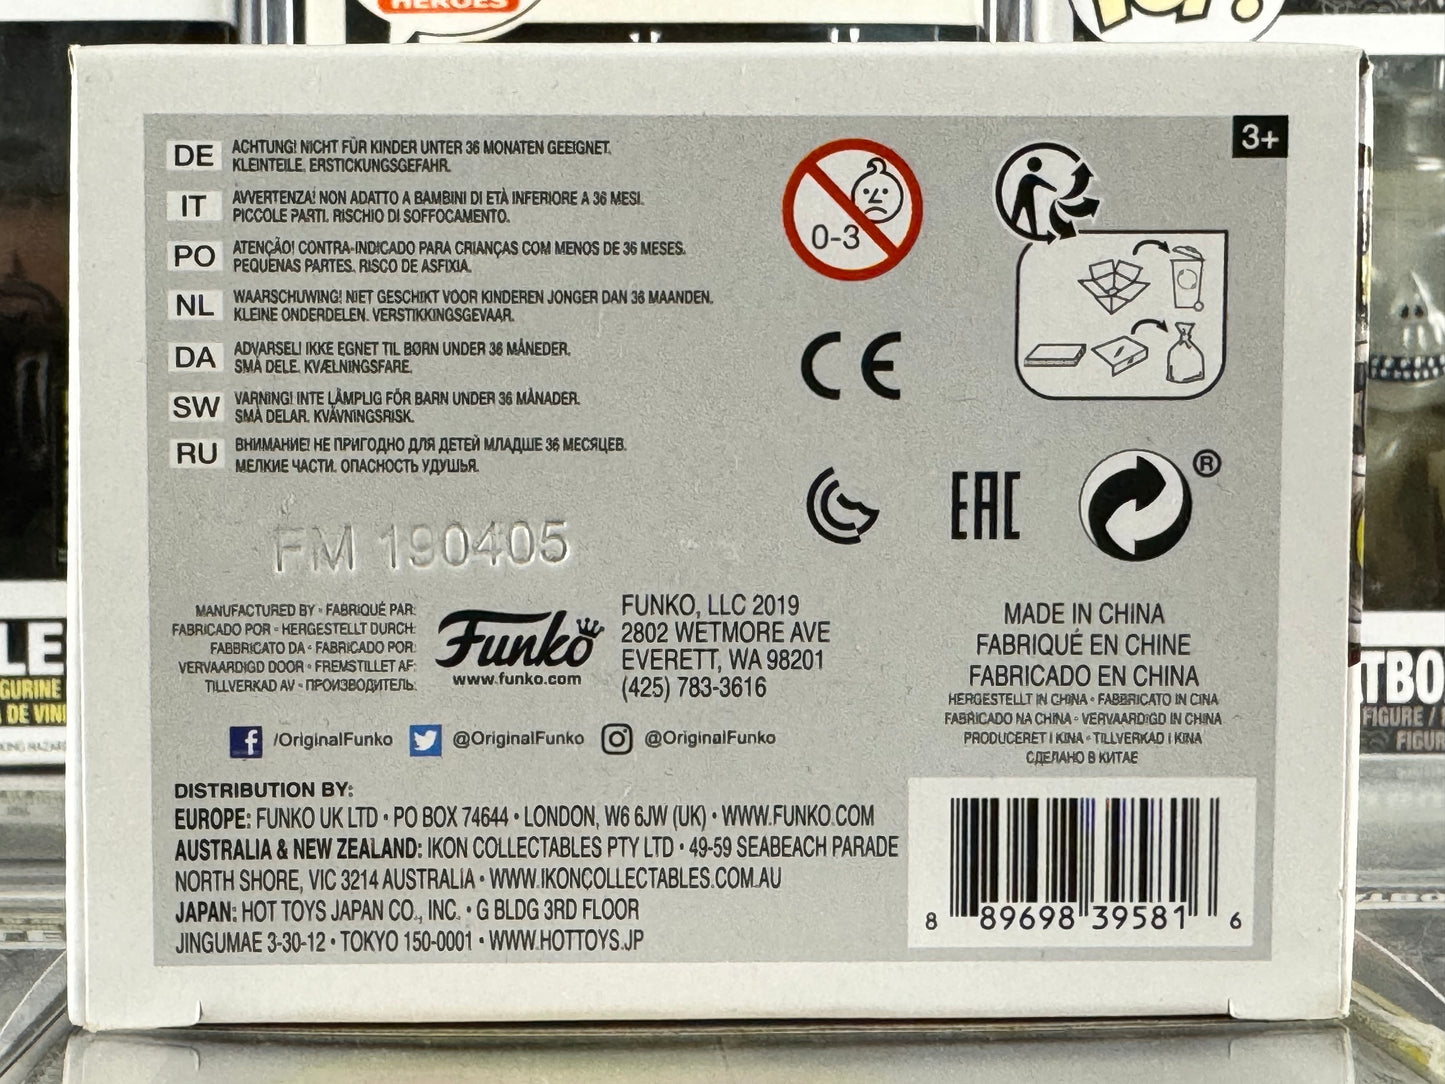 HEROES
POP!
3+
DE ACHTUNG! NICHT FÜR KINDER UNTER 36 MONATEN GEEIGNET.
KLEINTEILE. ERSTICKUNGSGEFAHR.
IT AVVERTENZA! NON ADATTO A BAMBINI DI ETÀ INFERIORE A 36 MESI.
PICCOLE PARTI. RISCHIO DI SOFFOCAMENTO.
PO ATENÇÃO! CONTRA-INDICADO PARA CRIANÇAS COM MENOS DE 36 MESES.
PEQUENAS PARTES. RISCO DE ASFIXIA.
NL WAARSCHUWING! NIET GESCHIKT VOOR KINDEREN JONGER DAN 36 MAANDEN.
KLEINE ONDERDELEN. VERSTIKKINGSGEVAAR.
DA ADVARSEL! IKKE EGNET TIL BØRN UNDER 36 MÅNEDER.
SMÅ DELE. KVÆLNINGSFARE.
SW VARNING! INTE LÄMPLIG FÖR BARN UNDER 36 MÅNADER.
SMÅ DELAR. KVÄVNINGSRISK.
RU ВНИМАНИЕ! НЕ ПРИГОДНО ДЛЯ ДЕТЕЙ МЛАДШЕ 36 МЕСЯЦЕВ.
МЕЛКИЕ ЧАСТИ. ОПАСНОСТЬ УДУШЬЯ.
0-3
CE
EAC
®
FM 190405
MANUFACTURED BY • FABRIQUÉ PAR:
FABRICADO POR • HERGESTELLT DURCH:
FABBRICATO DA • FABRICADO POR:
VERVAARDIGD DOOR • FREMSTILLET AF:
TILLVERKAD AV • ПРОИЗВОДИТЕЛЬ:
Funko
www.funko.com
FUNKO, LLC 2019
2802 WETMORE AVE
EVERETT, WA 98201
(425) 783-3616
MADE IN CHINA
FABRIQUÉ EN CHINE
FABRICADO EN CHINA
HERGESTELLT IN CHINA • FABBRICATO IN CINA
FABRICADO NA CHINA • VERVAARDIGD IN CHINA
PRODUCERET I KINA • TILLVERKAD I KINA
СДЕЛАНО В КИТАЕ
/OriginalFunko @OriginalFunko @OriginalFunko
DISTRIBUTION BY:
EUROPE: FUNKO UK LTD • PO BOX 74644 • LONDON, W6 6JW (UK) • WWW.FUNKO.COM
AUSTRALIA & NEW ZEALAND: IKON COLLECTABLES PTY LTD • 49-59 SEABEACH PARADE
NORTH SHORE, VIC 3214 AUSTRALIA • WWW.IKONCOLLECTABLES.COM.AU
JAPAN: HOT TOYS JAPAN CO., INC. • G BLDG 3RD FLOOR
JINGUMAE 3-30-12 • TOKYO 150-0001 • WWW.HOTTOYS.JP
8 89698 39581 6
LE
GURINE
DE VINI
TBO
FIGURE /
FIGUR